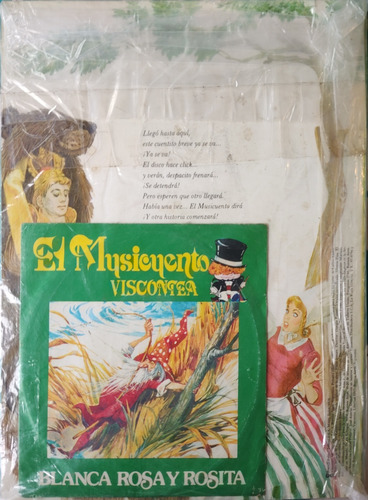 Llegó hasta aquí,
este cuentito breve ya se va...
¡Ya se va!
El disco hace click...
y verán, despacito frenará...
¡Se detendrá!
Pero esperen que otro llegará.
Había una vez... El Musicuento dirá
¡Y otra historia comenzará!
El Musicuento
VISCONTEA
BLANCA ROSA Y ROSITA